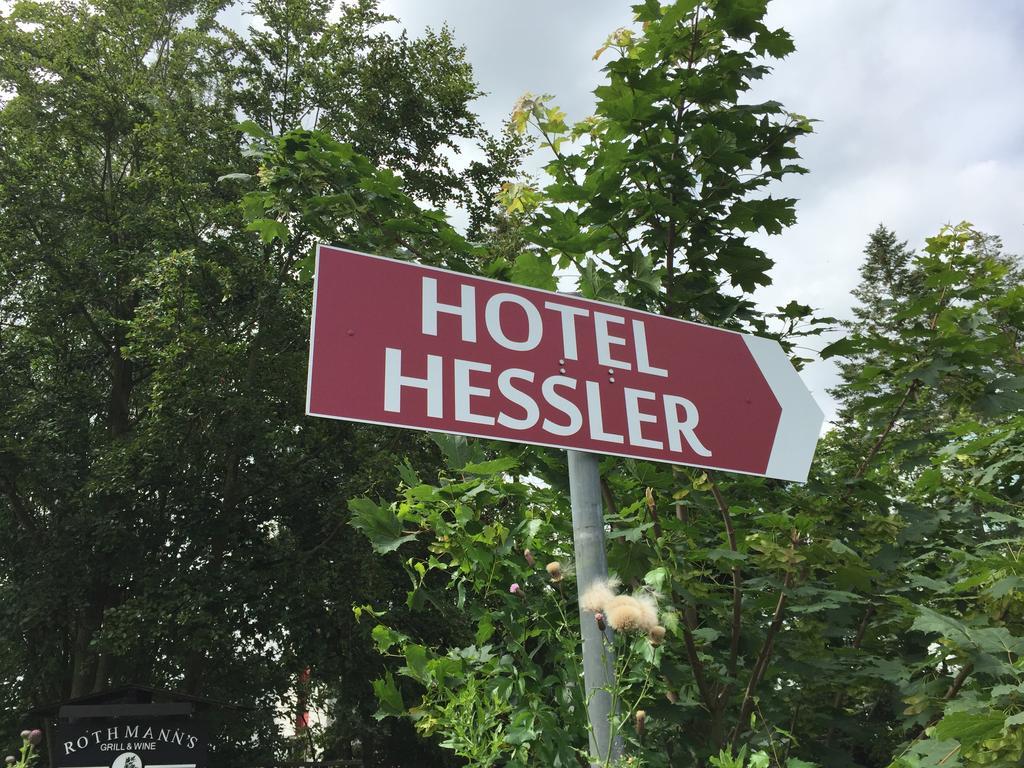 HOTEL
HESSLER
ROTHMANN'S
GRILL & WINE